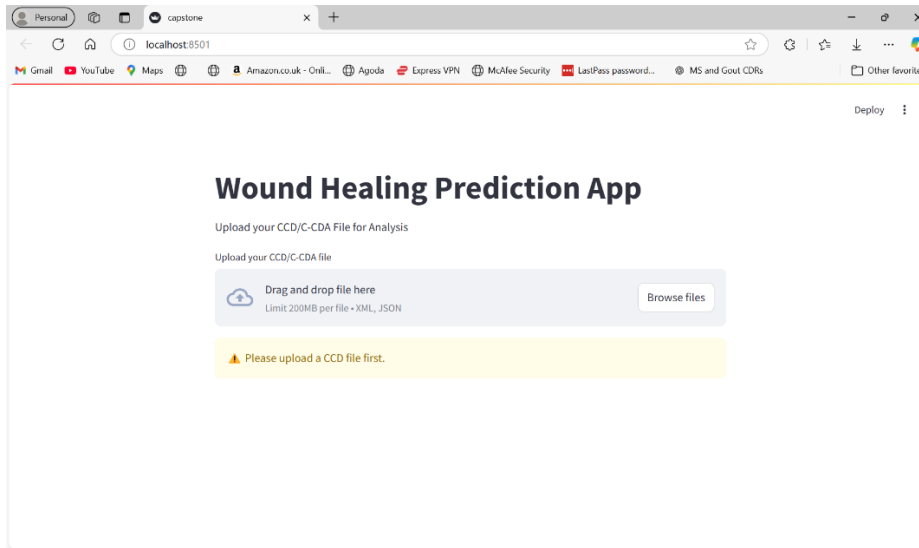 Personal
capstone
localhost:8501
Gmail YouTube Maps Amazon.co.uk - Onli... Agoda Express VPN McAfee Security LastPass password... MS and Gout CDRs Other favorite
Deploy
Wound Healing Prediction App
Upload your CCD/C-CDA File for Analysis
Upload your CCD/C-CDA file
Drag and drop file here
Limit 200MB per file • XML, JSON
Browse files
Please upload a CCD file first.